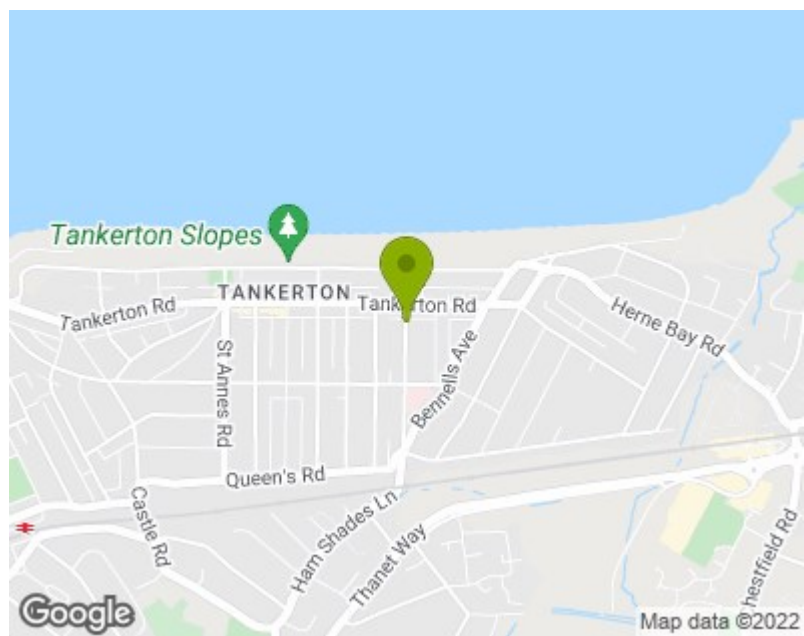 Tankerton Slopes
TANKERTON
Tankerton Rd
Tankerton Rd
Herne Bay Rd
St Annes Rd
Bennells Ave
Queen's Rd
Castle Rd
Ham Shades Ln
Thanet Way
hestfield Rd
Google
Map data ©2022